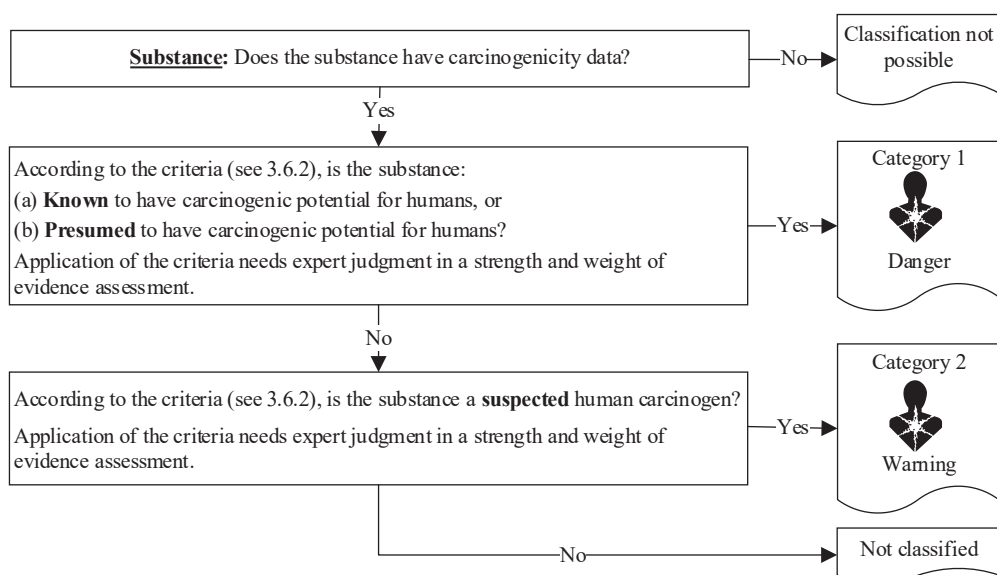 Substance: Does the substance have carcinogenicity data?
No
Classification not
possible
Yes
According to the criteria (see 3.6.2), is the substance:
(a) Known to have carcinogenic potential for humans, or
(b) Presumed to have carcinogenic potential for humans?
Application of the criteria needs expert judgment in a strength and weight of
evidence assessment.
Yes
Category 1
Danger
No
According to the criteria (see 3.6.2), is the substance a suspected human carcinogen?
Application of the criteria needs expert judgment in a strength and weight of
evidence assessment.
Yes
Category 2
Warning
No
Not classified